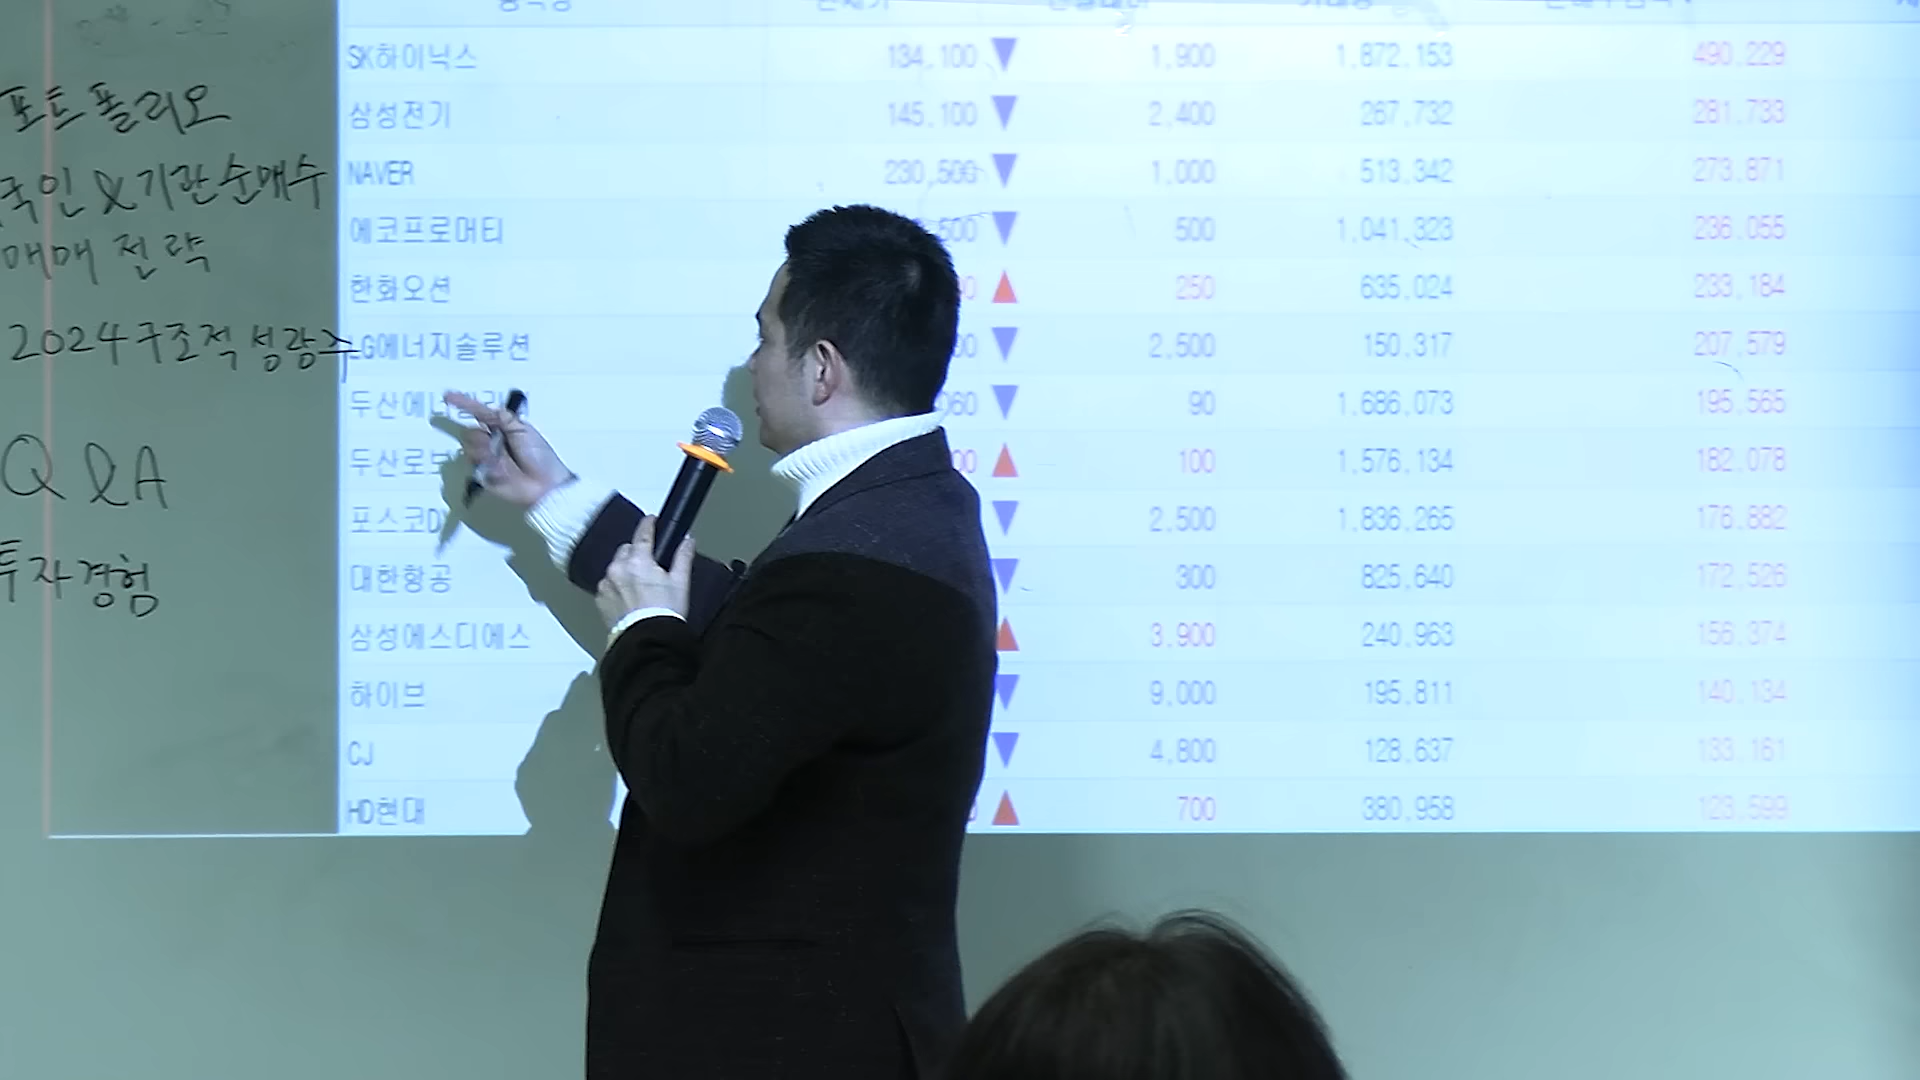 포트폴리오
국인 & 기관 순매수
매매 전략
2024 구조적 성장주
Q&A
투자경험
SK하이닉스 134,100 ▼ 1,900 1,872,153 490,229
삼성전기 145,100 ▼ 2,400 267,732 281,733
NAVER 230,500 ▼ 1,000 513,342 273,871
에코프로머티 500 ▼ 500 1,041,323 236,055
한화오션 0 ▲ 250 635,024 233,184
LG에너지솔루션 00 ▼ 2,500 150,317 207,579
두산에너 060 ▼ 90 1,686,073 195,565
두산로보 00 ▲ 100 1,576,134 182,078
포스코D ▼ 2,500 1,836,265 176,882
대한항공 ▼ 300 825,640 172,526
삼성에스디에스 ▲ 3,900 240,963 156,374
하이브 ▼ 9,000 195,811 140,134
CJ ▼ 4,800 128,637 133,161
HD현대 0 ▲ 700 380,958 123,599